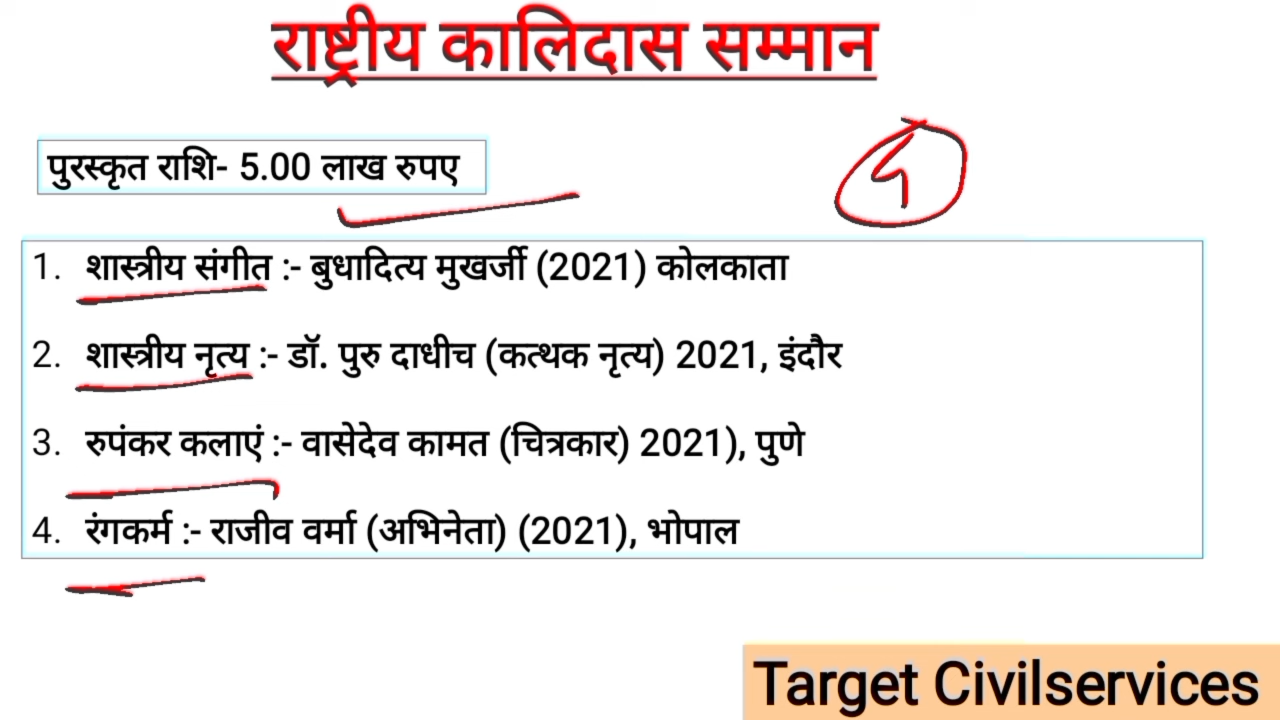 राष्ट्रीय कालिदास सम्मान
पुरस्कृत राशि- 5.00 लाख रुपए
1. शास्त्रीय संगीत :- बुधादित्य मुखर्जी (2021) कोलकाता
2. शास्त्रीय नृत्य :- डॉ. पुरु दाधीच (कत्थक नृत्य) 2021, इंदौर
3. रुपंकर कलाएं :- वासेदेव कामत (चित्रकार) 2021), पुणे
4. रंगकर्म :- राजीव वर्मा (अभिनेता) (2021), भोपाल
Target Civilservices